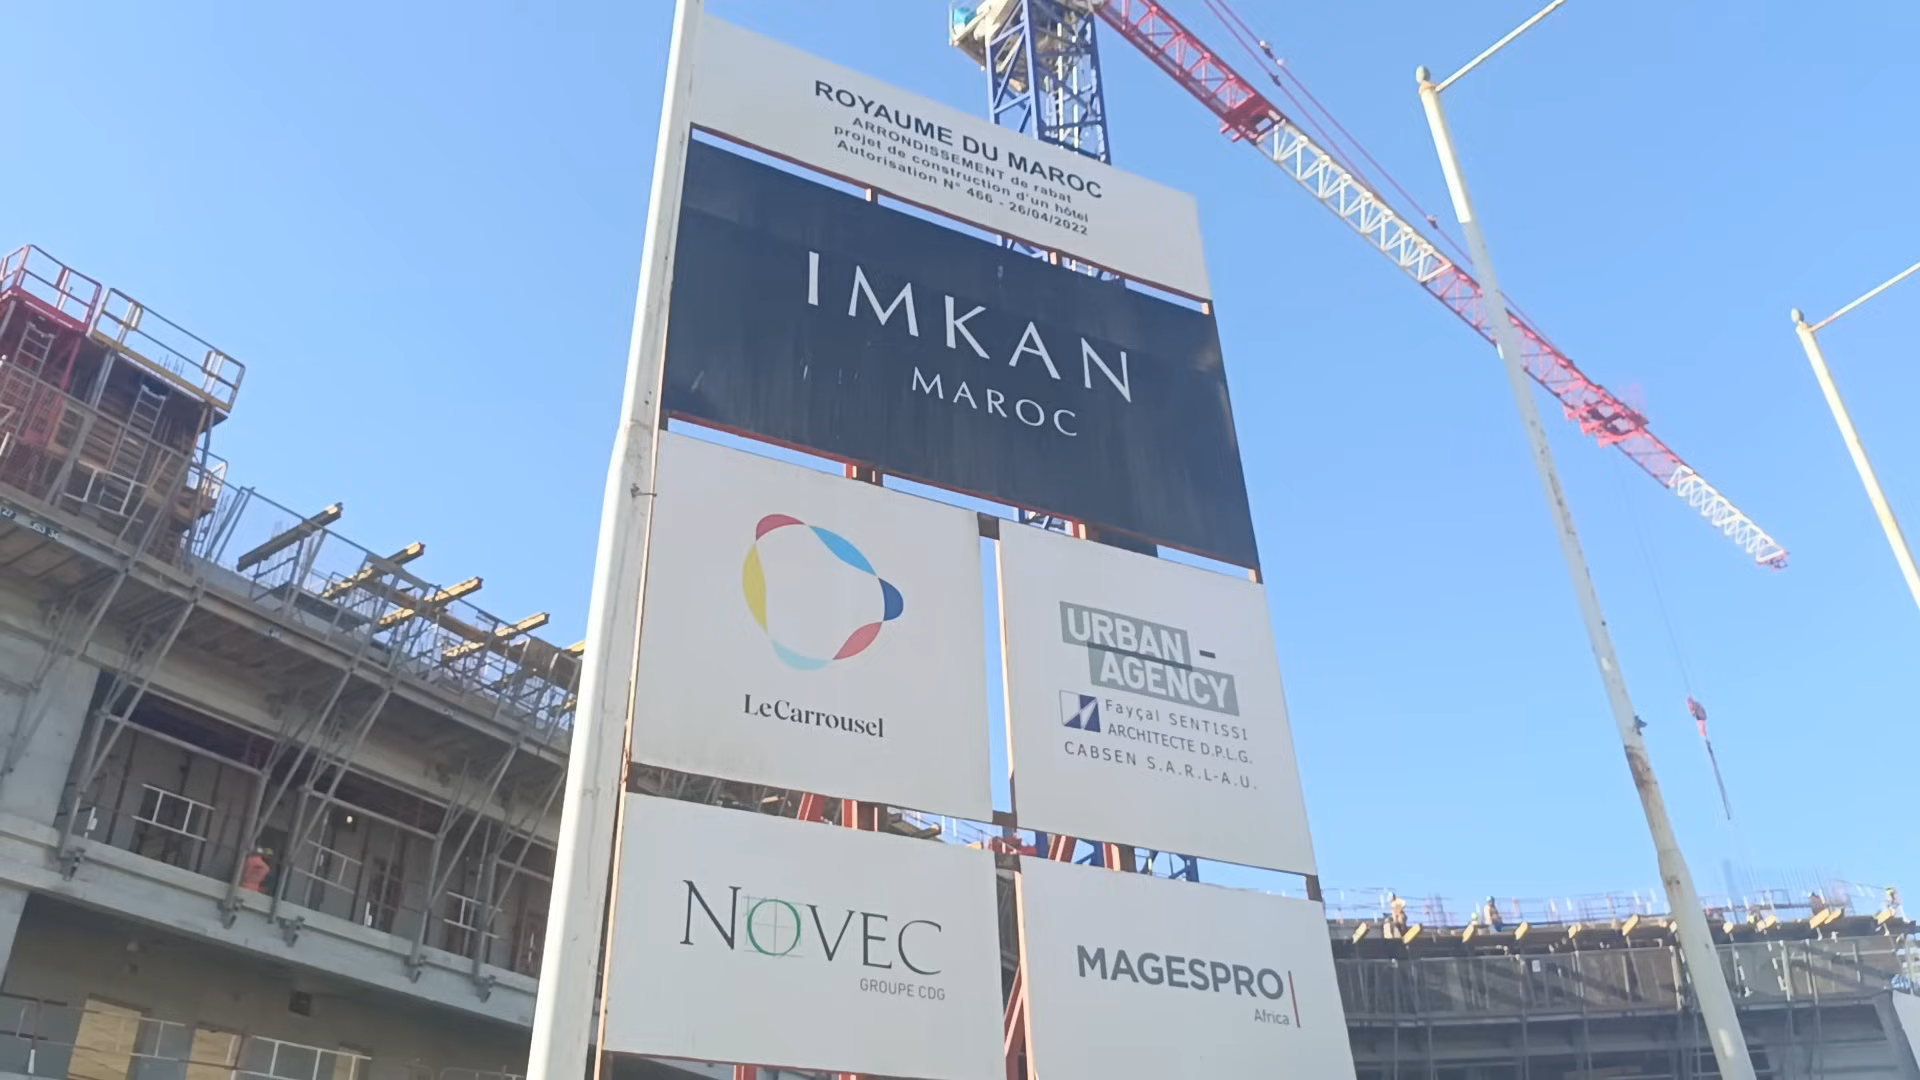 ROYAUME DU MAROC
ARRONDISSEMENT de rabat
projet de construction d'un hôtel
Autorisation N° 466 - 26/04/2022
IMKAN
MAROC
LeCarrousel
URBAN -
AGENCY
Fayçal SENTISSI
ARCHITECTE D.P.L.G.
CABSEN S.A.R.L-A.U.
NOVEC
GROUPE CDG
MAGESPRO
Africa